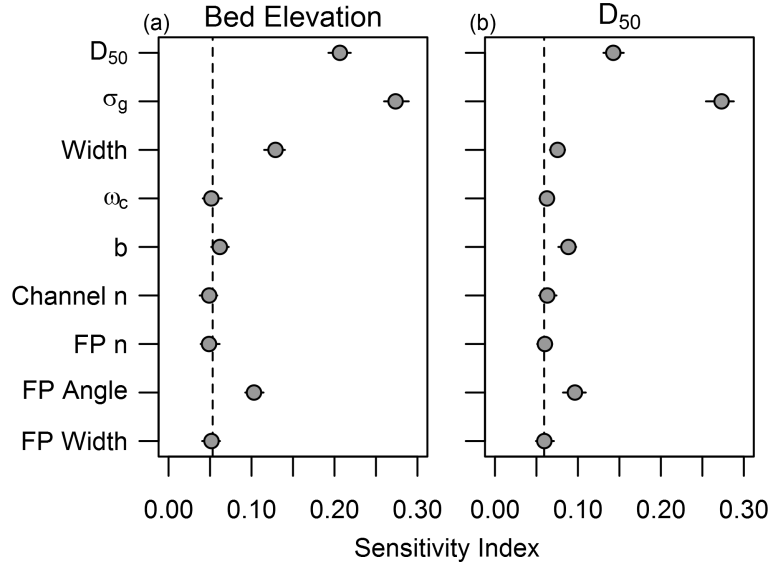 (a) Bed Elevation
(b) D₅₀
D₅₀
σg
Width
ωc
b
Channel n
FP n
FP Angle
FP Width
0.00 0.10 0.20 0.30
0.00 0.10 0.20 0.30
Sensitivity Index